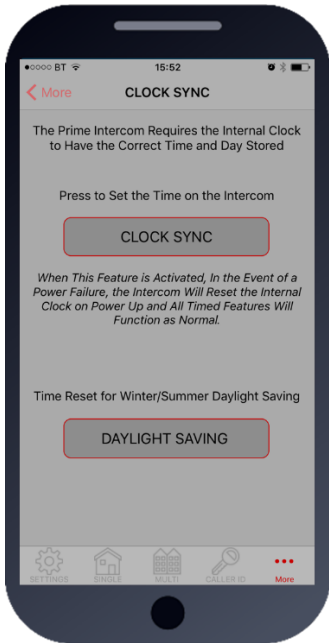 BT 15:52
More CLOCK SYNC
The Prime Intercom Requires the Internal Clock
to Have the Correct Time and Day Stored
Press to Set the Time on the Intercom
CLOCK SYNC
When This Feature is Activated, In the Event of a
Power Failure, the Intercom Will Reset the Internal
Clock on Power Up and All Timed Features Will
Function as Normal.
Time Reset for Winter/Summer Daylight Saving
DAYLIGHT SAVING
SETTINGS SINGLE MULTI CALLER ID More